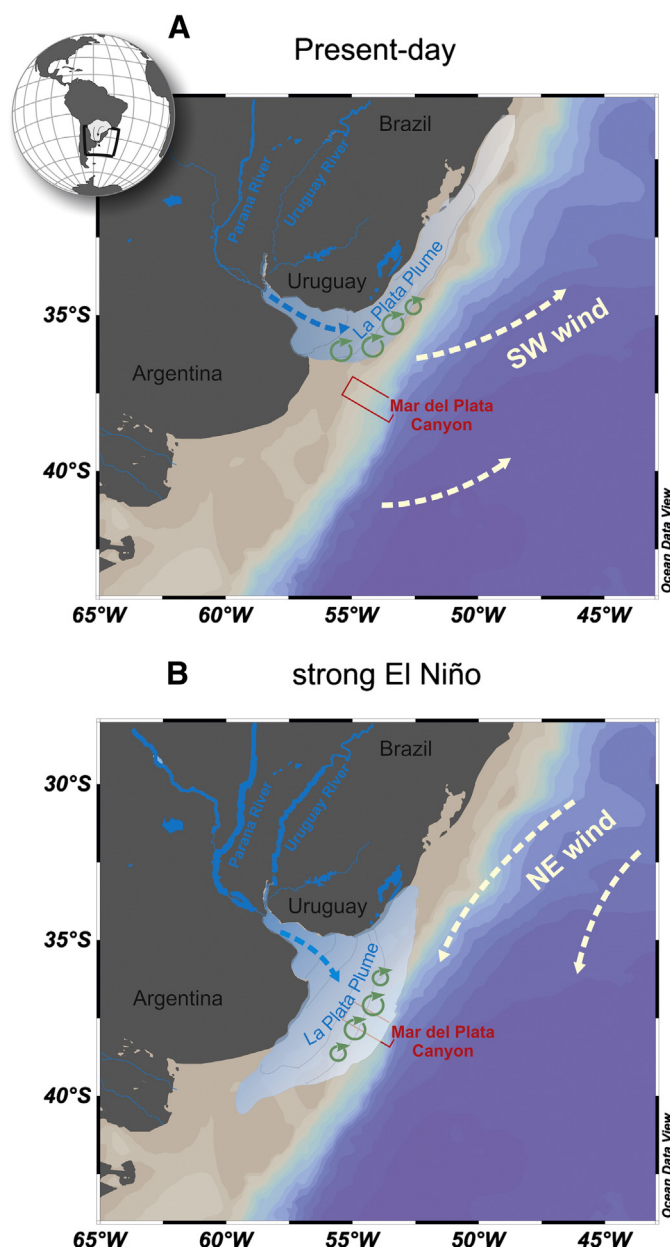 A
Present-day
Brazil
Parana River
Uruguay River
Uruguay
La Plata Plume
35°S
SW wind
Argentina
Mar del Plata
Canyon
40°S
Ocean Data View
65°W
60°W
55°W
50°W
45°W
B
strong El Niño
Brazil
30°S
Parana River
Uruguay River
NE wind
Uruguay
35°S
La Plata Plume
Argentina
Mar del Plata
Canyon
40°S
Ocean Data View
65°W
60°W
55°W
50°W
45°W